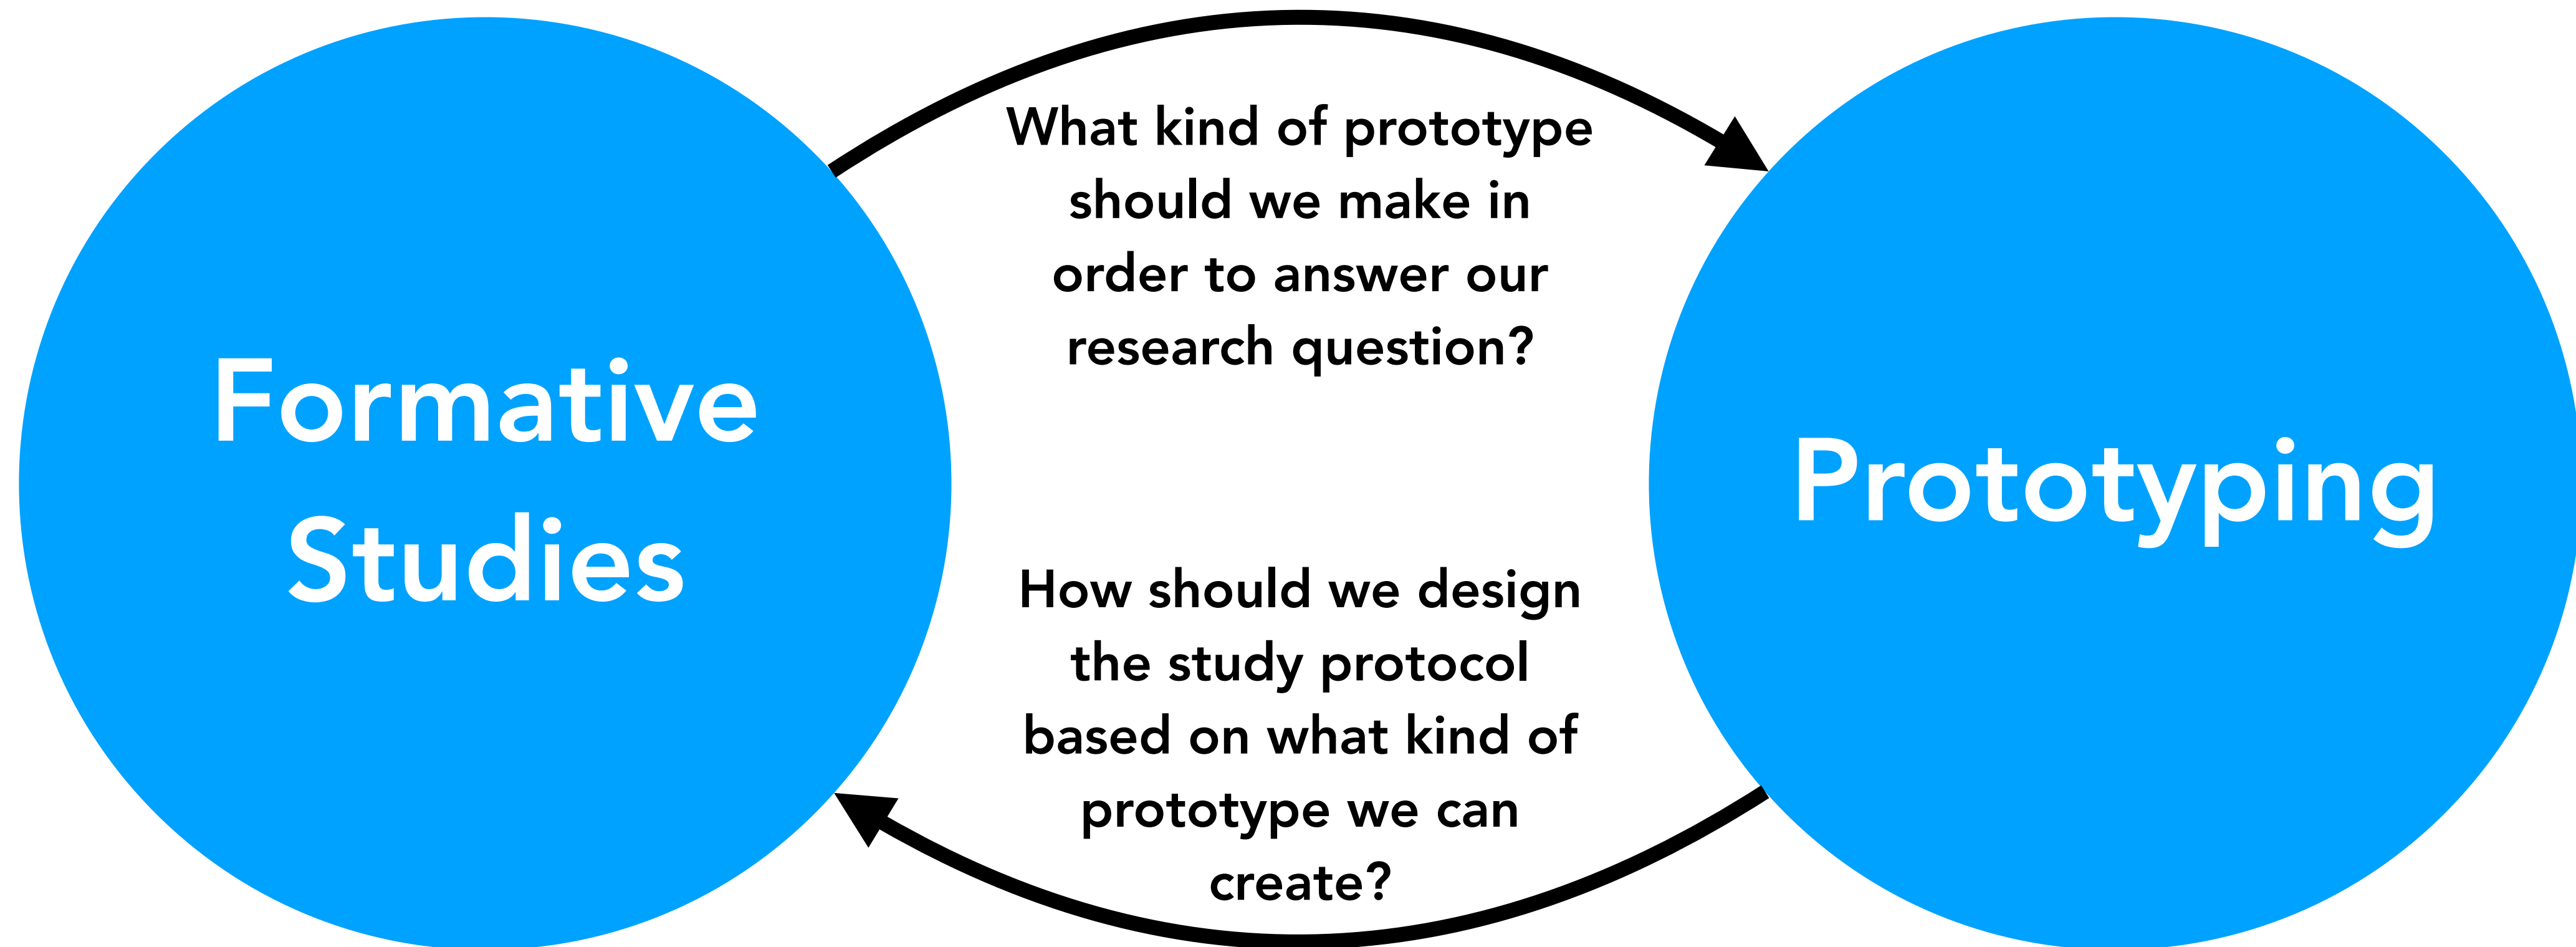 Formative
Studies
What kind of prototype
should we make in
order to answer our
research question?
How should we design
the study protocol
based on what kind of
prototype we can
create?
Prototyping